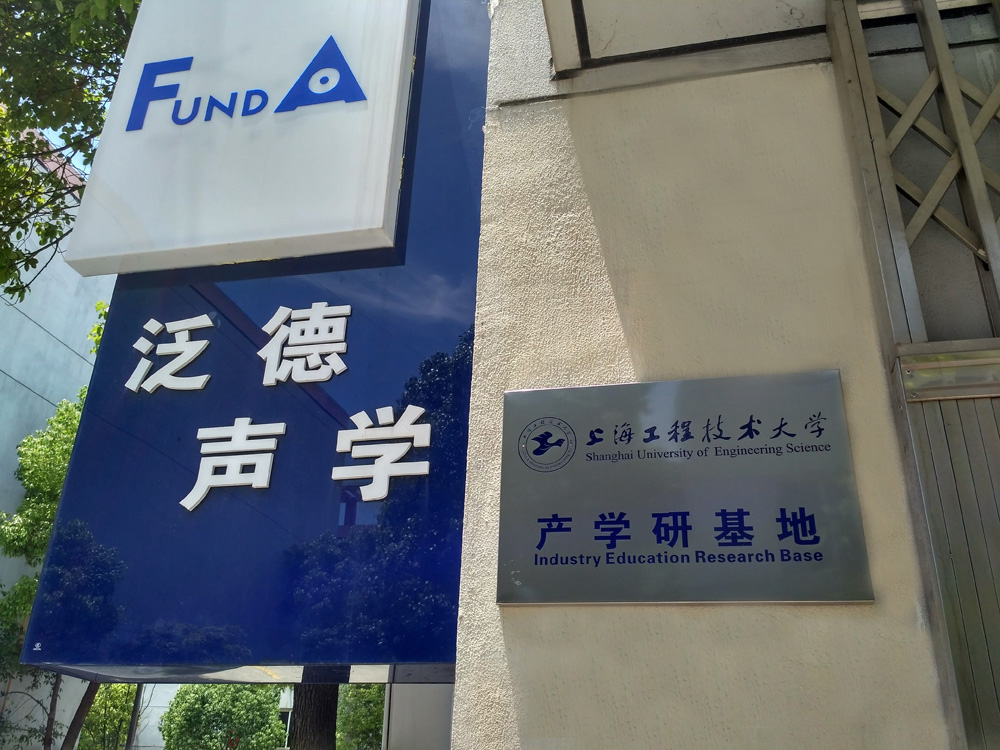 FUNDA
泛德
声学
上海工程技术大学
Shanghai University of Engineering Science
产学研基地
Industry Education Research Base